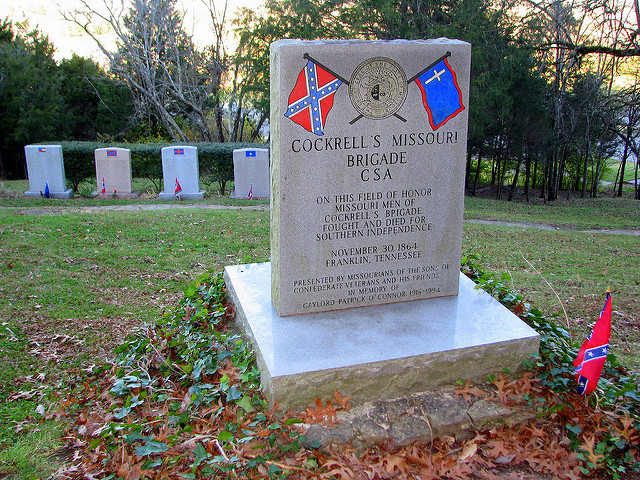 COCKRELL'S MISSOURI
BRIGADE
CSA
ON THIS FIELD OF HONOR
MISSOURI MEN OF
COCKRELL'S BRIGADE
FOUGHT AND DIED FOR
SOUTHERN INDEPENDENCE
NOVEMBER 30, 1864
FRANKLIN, TENNESSEE
PRESENTED BY MISSOURIANS OF THE SONS OF
CONFEDERATE VETERANS AND HIS FRIENDS
IN MEMORY OF
GAYLORD PATRICK O'CONNOR, 1915-1994